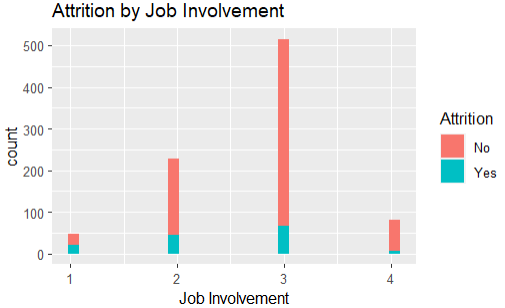 Attrition by Job Involvement
500
400
300
200
100
0
count
1 2 3 4
Job Involvement
Attrition
No
Yes